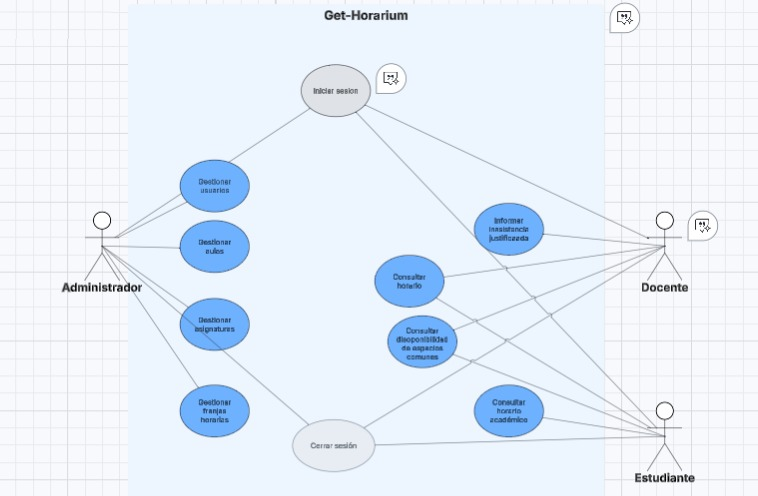 Get-Horarium
Iniciar sesion
Gestionar
usuarios
Gestionar
aulas
Informar
inasistencia
justificada
Administrador
Docente
Consultar
horario
Gestionar
asignaturas
Consultar
disoponibilidad
de espacios
comunes
Gestionar
franjas
horarias
Consultar
horario
académico
Cerrar sesión
Estudiante